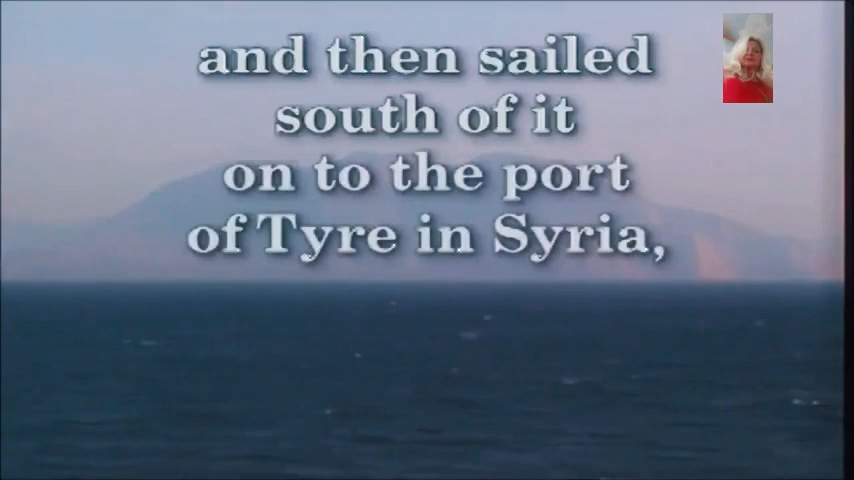 and then sailed
south of it
on to the port
of Tyre in Syria,